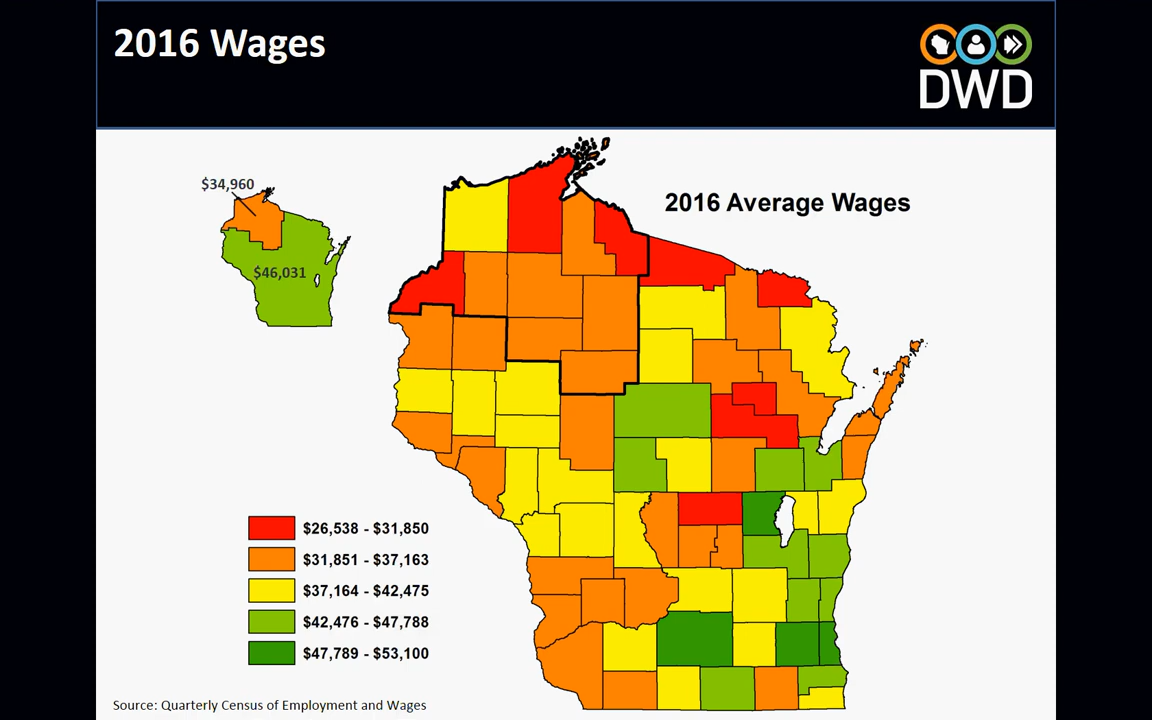 2016 Wages
DWD
$34,960
$46,031
2016 Average Wages
$26,538 - $31,850
$31,851 - $37,163
$37,164 - $42,475
$42,476 - $47,788
$47,789 - $53,100
Source: Quarterly Census of Employment and Wages